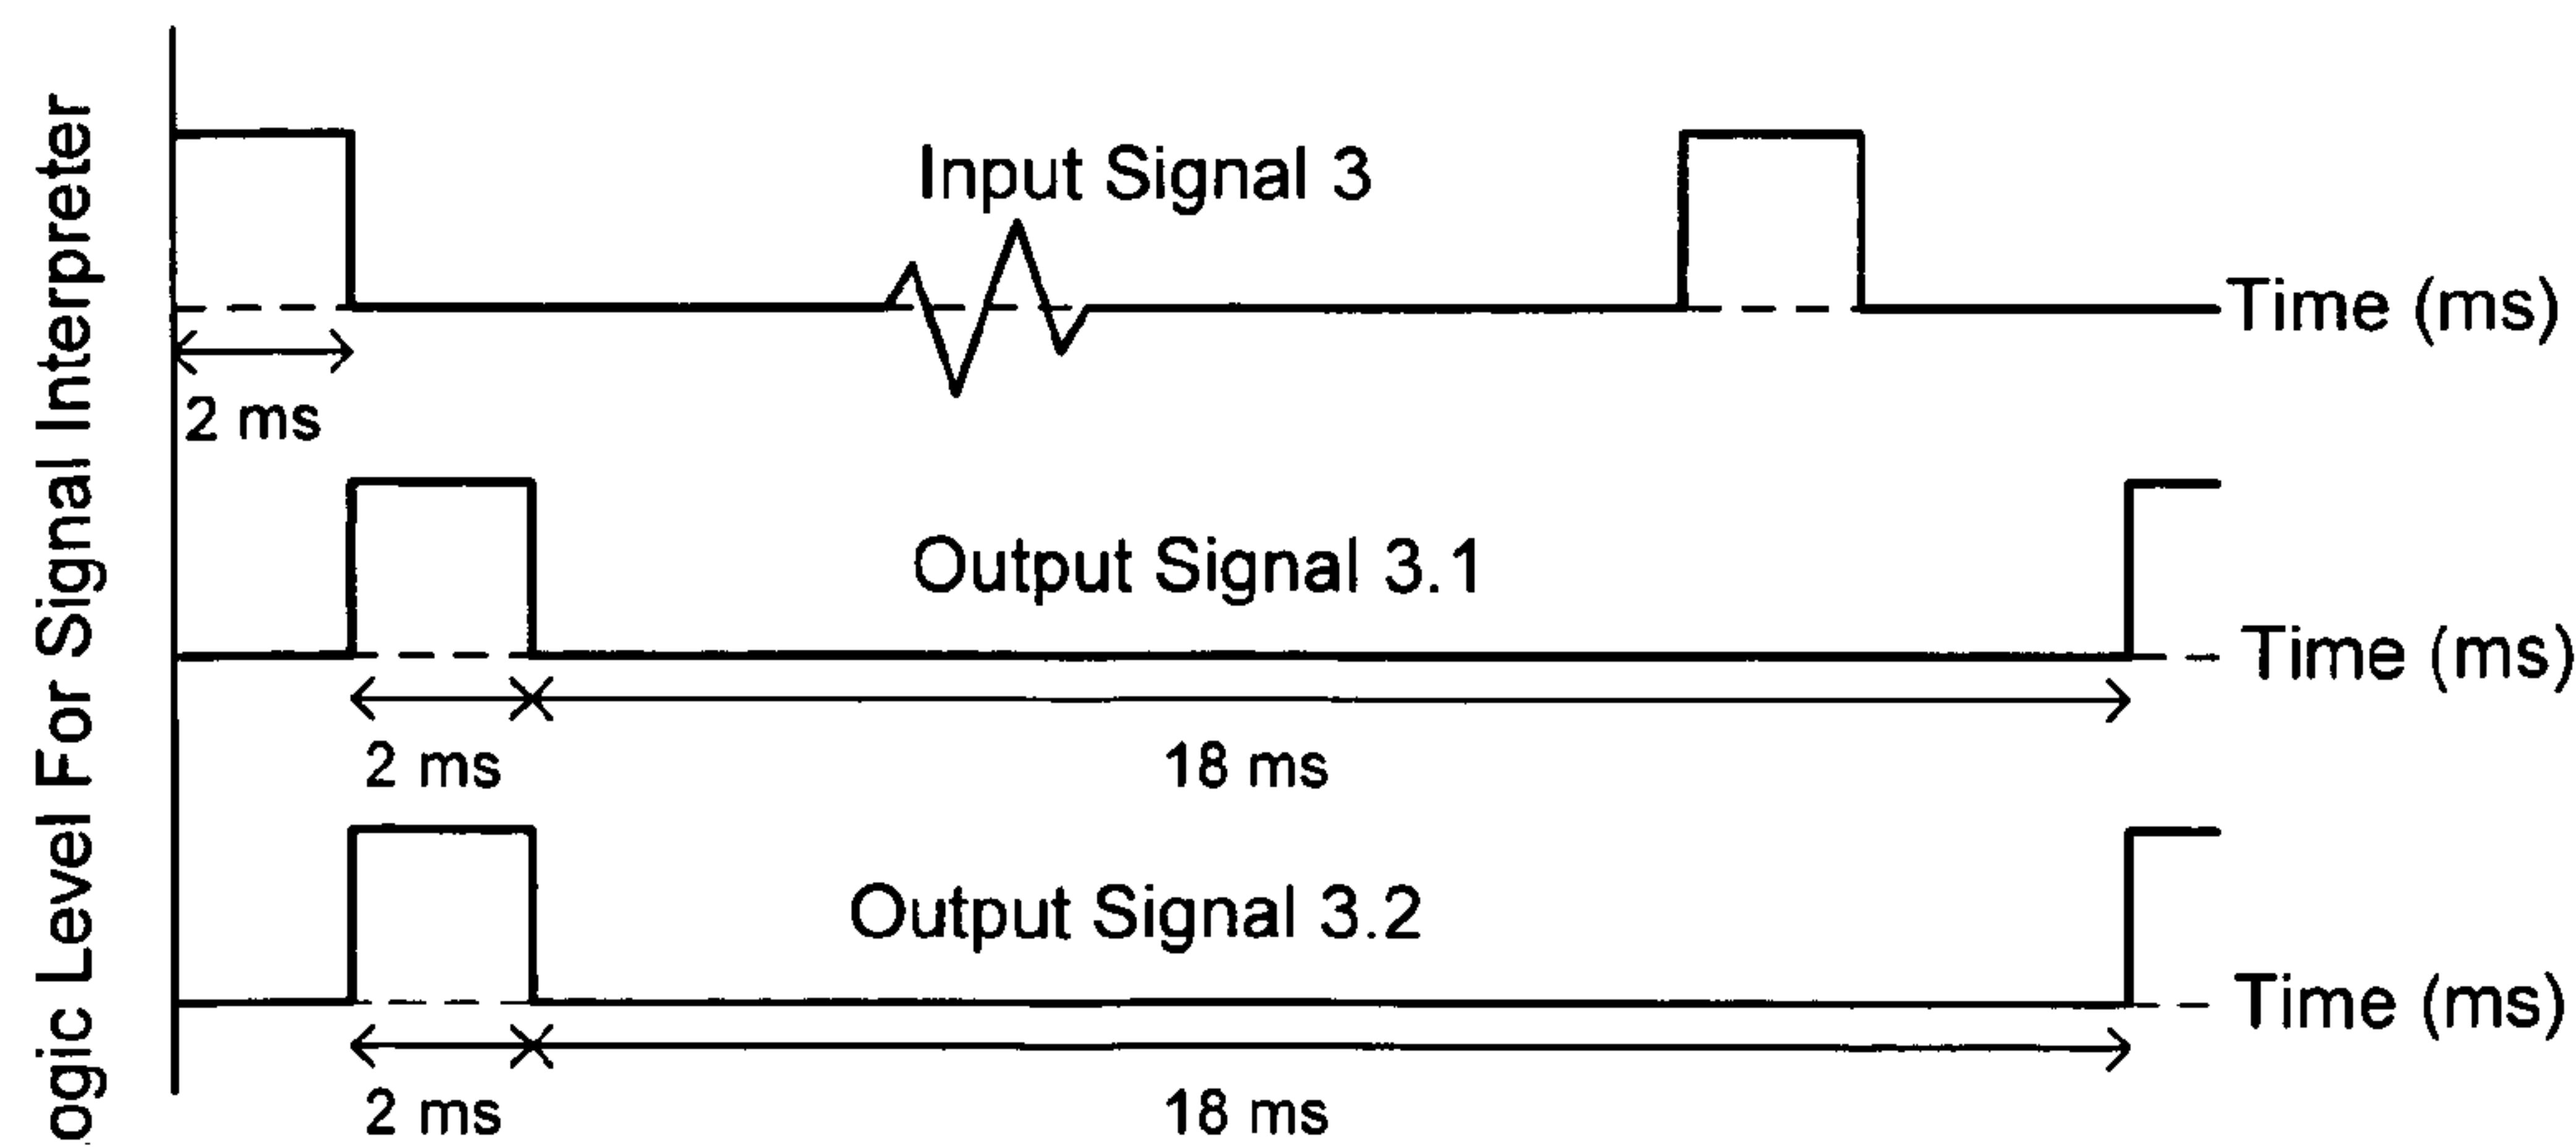 ogic Level For Signal Interpreter
Input Signal 3
Time (ms)
2 ms
Output Signal 3.1
Time (ms)
2 ms
18 ms
Output Signal 3.2
Time (ms)
2 ms
18 ms